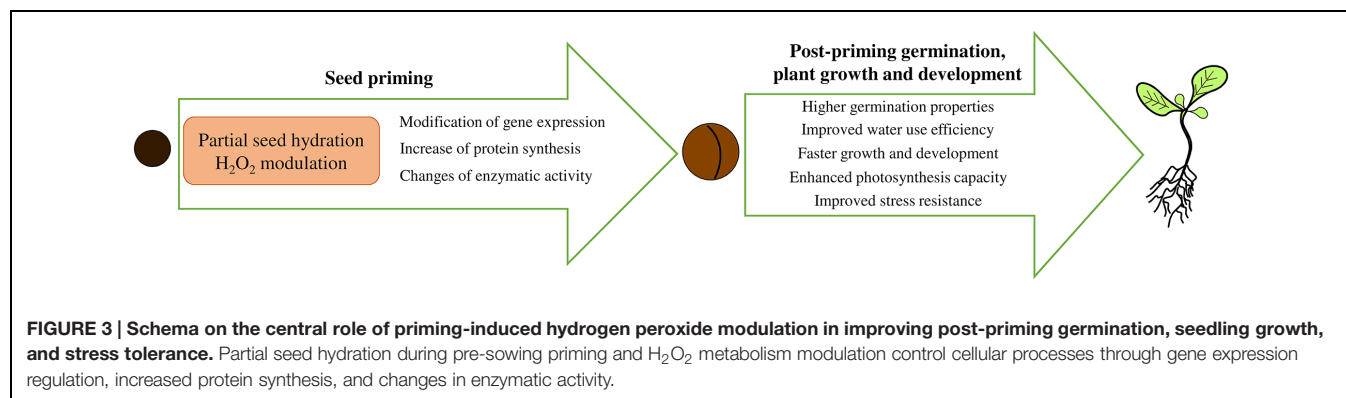 Seed priming
Partial seed hydration
H₂O₂ modulation
Modification of gene expression
Increase of protein synthesis
Changes of enzymatic activity
Post-priming germination,
plant growth and development
Higher germination properties
Improved water use efficiency
Faster growth and development
Enhanced photosynthesis capacity
Improved stress resistance
FIGURE 3 | Schema on the central role of priming-induced hydrogen peroxide modulation in improving post-priming germination, seedling growth,
and stress tolerance. Partial seed hydration during pre-sowing priming and H₂O₂ metabolism modulation control cellular processes through gene expression
regulation, increased protein synthesis, and changes in enzymatic activity.